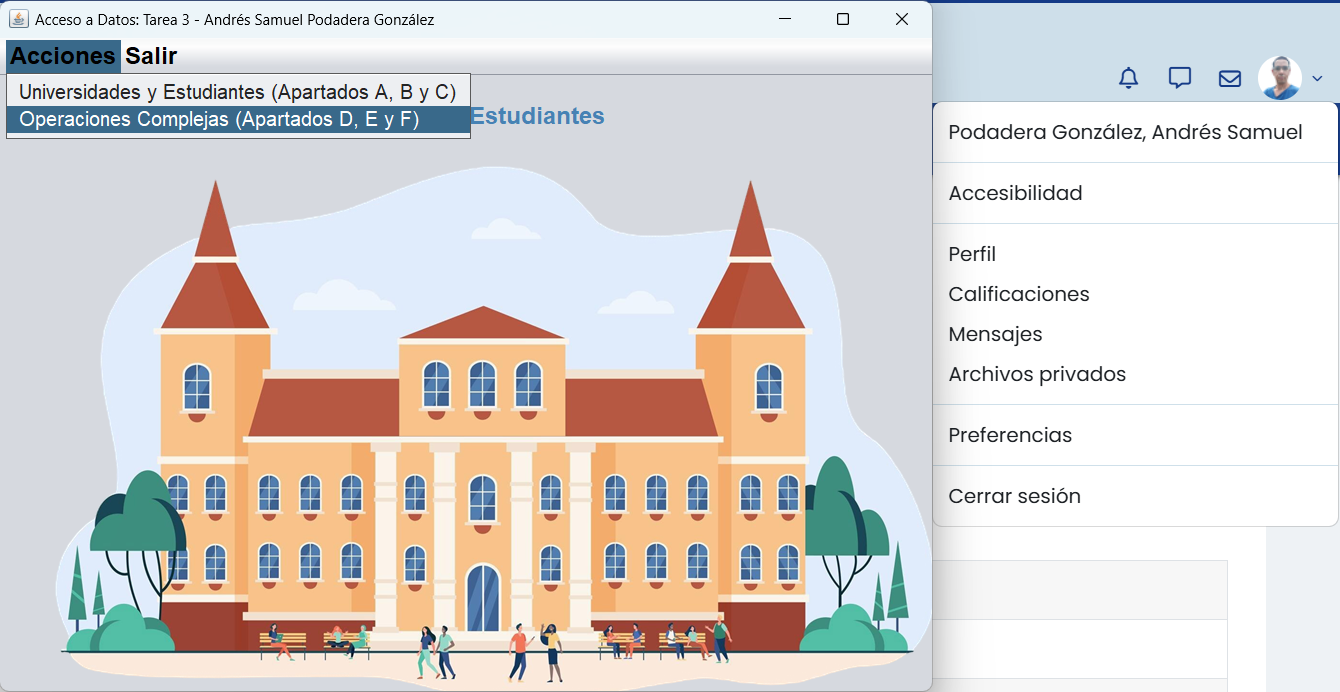 Acceso a Datos: Tarea 3 - Andrés Samuel Podadera González
Acciones Salir
Universidades y Estudiantes (Apartados A, B y C)
Operaciones Complejas (Apartados D, E y F)
Estudiantes
Podadera González, Andrés Samuel
Accesibilidad
Perfil
Calificaciones
Mensajes
Archivos privados
Preferencias
Cerrar sesión